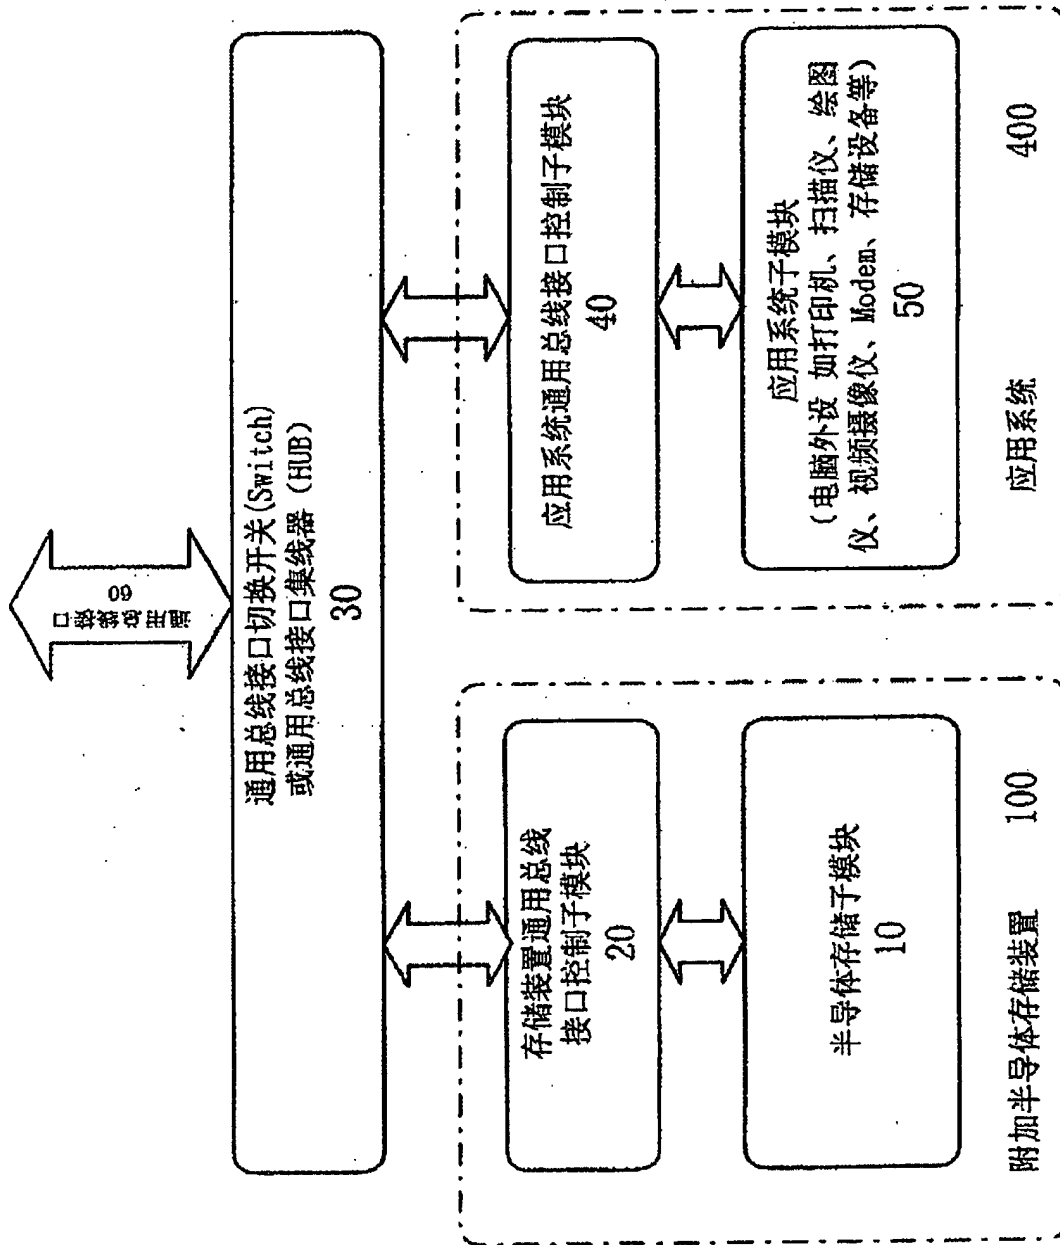 通用总线接口
60
通用总线接口切换开关(Switch)
或通用总线接口集线器(HUB)
30
存储装置通用总线
接口控制子模块
20
半导体存储子模块
10
附加半导体存储装置 100
应用系统通用总线接口控制子模块
40
应用系统子模块
(电脑外设 如打印机、扫描仪、绘图
仪、视频摄像仪、Modem、存储设备等)
50
应用系统 400